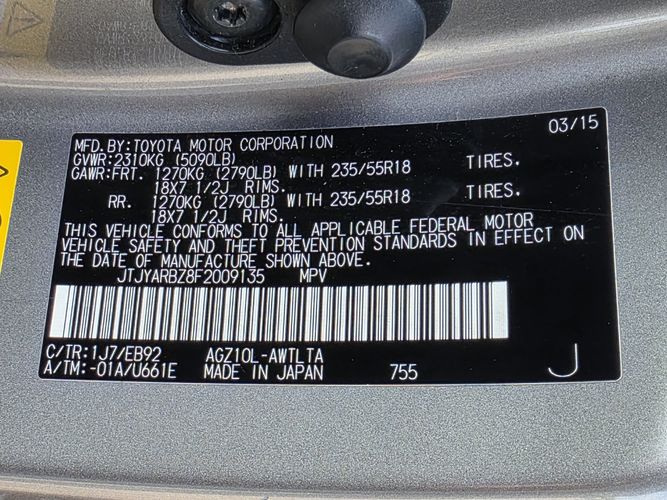 MFD.BY:TOYOTA MOTOR CORPORATION 03/15
GVWR:2310KG (5090LB)
GAWR:FRT. 1270KG (2790LB) WITH 235/55R18 TIRES.
18X7 1/2J RIMS.
RR. 1270KG (2790LB) WITH 235/55R18 TIRES.
18X7 1/2J RIMS.
THIS VEHICLE CONFORMS TO ALL APPLICABLE FEDERAL MOTOR
VEHICLE SAFETY AND THEFT PREVENTION STANDARDS IN EFFECT ON
THE DATE OF MANUFACTURE SHOWN ABOVE.
JTJYARBZ8F2009135 MPV
C/TR:1J7/EB92 AGZ10L-AWTLTA
A/TM:-01A/U661E MADE IN JAPAN 755 J